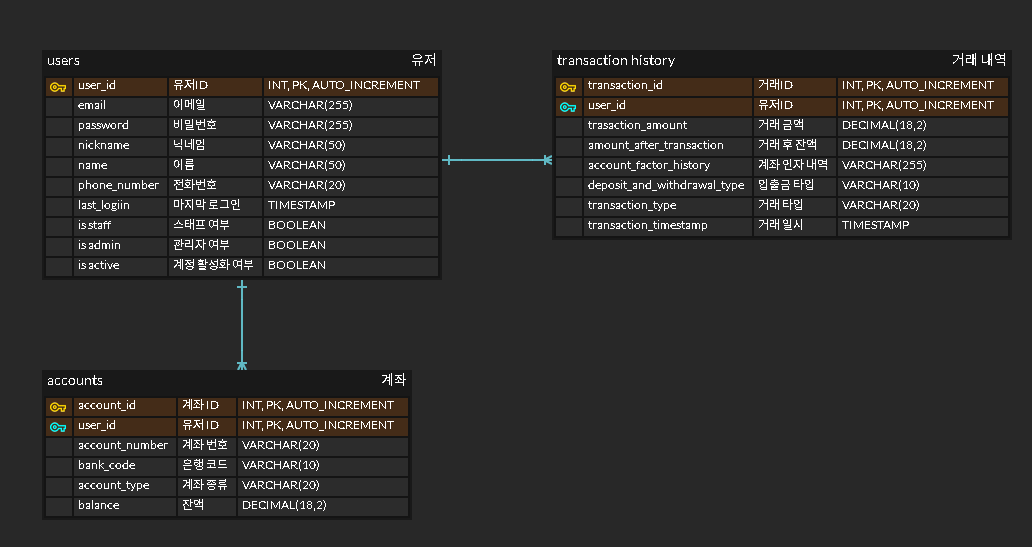 users 유저
user_id 유저ID INT, PK, AUTO_INCREMENT
email 이메일 VARCHAR(255)
password 비밀번호 VARCHAR(255)
nickname 닉네임 VARCHAR(50)
name 이름 VARCHAR(50)
phone_number 전화번호 VARCHAR(20)
last_logiin 마지막 로그인 TIMESTAMP
is staff 스태프 여부 BOOLEAN
is admin 관리자 여부 BOOLEAN
is active 계정 활성화 여부 BOOLEAN
transaction history 거래 내역
transaction_id 거래ID INT, PK, AUTO_INCREMENT
user_id 유저ID INT, PK, AUTO_INCREMENT
trasaction_amount 거래 금액 DECIMAL(18,2)
amount_after_transaction 거래 후 잔액 DECIMAL(18,2)
account_factor_history 계좌 인자 내역 VARCHAR(255)
deposit_and_withdrawal_type 입출금 타입 VARCHAR(10)
transaction_type 거래 타입 VARCHAR(20)
transaction_timestamp 거래 일시 TIMESTAMP
accounts 계좌
account_id 계좌 ID INT, PK, AUTO_INCREMENT
user_id 유저 ID INT, PK, AUTO_INCREMENT
account_number 계좌 번호 VARCHAR(20)
bank_code 은행 코드 VARCHAR(10)
account_type 계좌 종류 VARCHAR(20)
balance 잔액 DECIMAL(18,2)